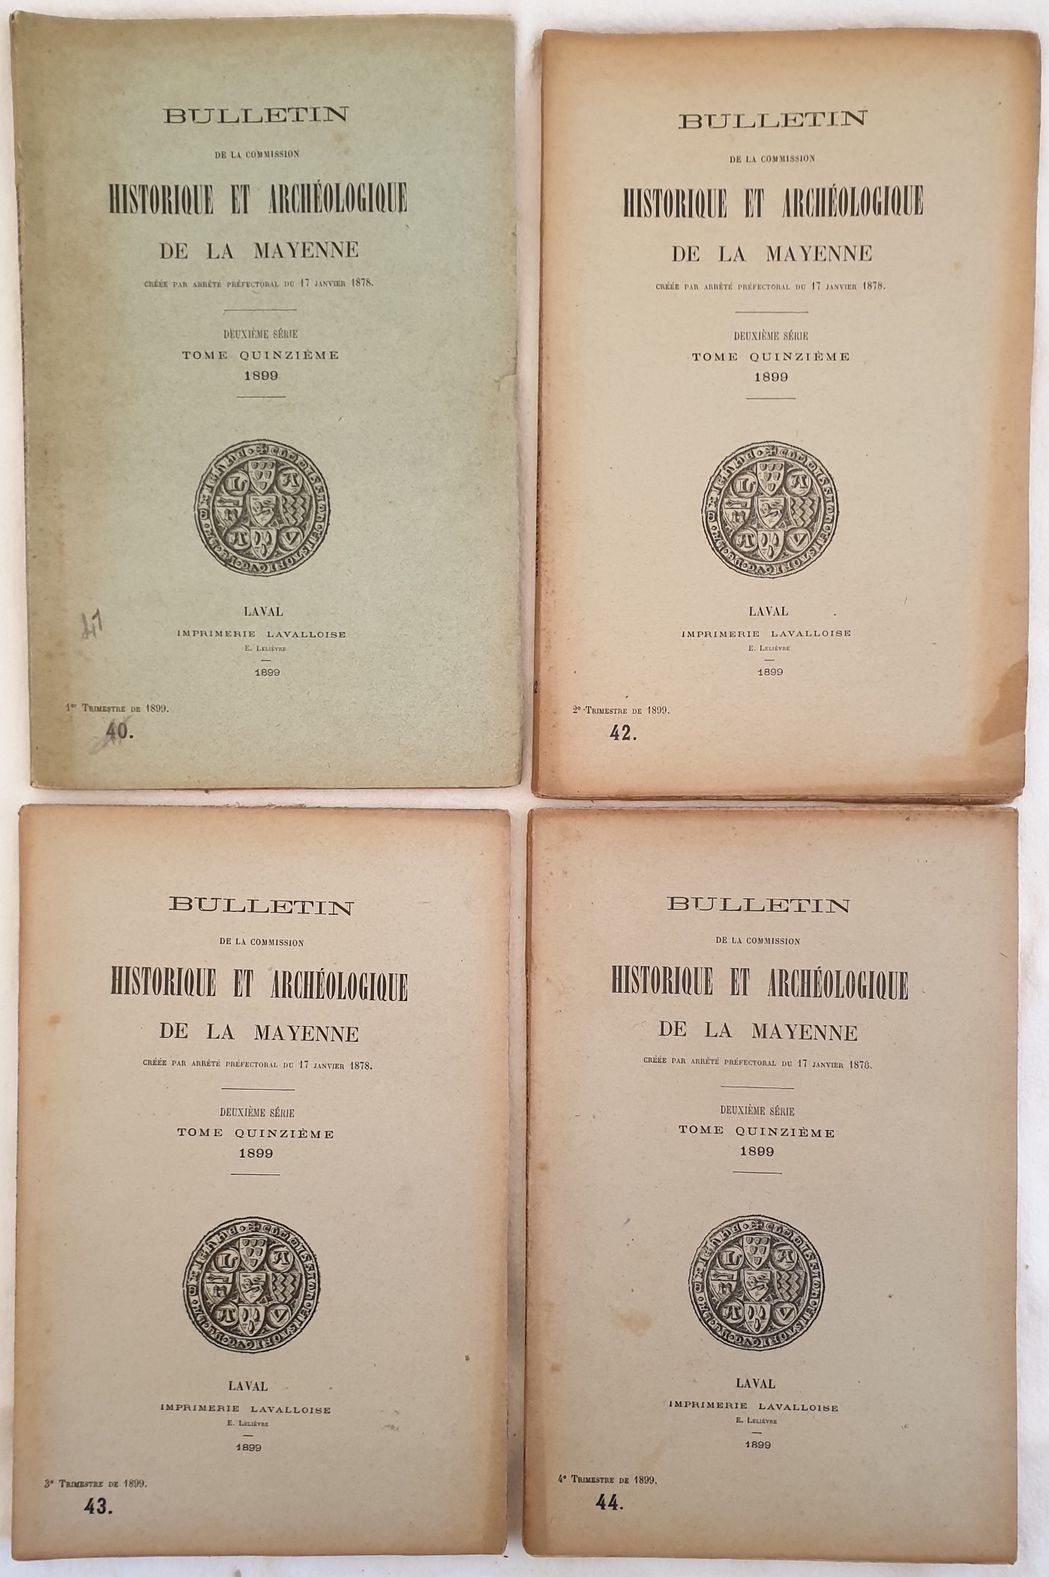 BULLETIN
DE LA COMMISSION
HISTORIQUE ET ARCHÉOLOGIQUE
DE LA MAYENNE
CRÉÉE PAR ARRÊTÉ PRÉFECTORAL DU 17 JANVIER 1878.
DEUXIÈME SÉRIE
TOME QUINZIÈME
1899
L A
V A
LAVAL
IMPRIMERIE LAVALLOISE
E. LELIÈVRE
1899
41
1er TRIMESTRE DE 1899.
40.
BULLETIN
DE LA COMMISSION
HISTORIQUE ET ARCHÉOLOGIQUE
DE LA MAYENNE
CRÉÉE PAR ARRÊTÉ PRÉFECTORAL DU 17 JANVIER 1878.
DEUXIÈME SÉRIE
TOME QUINZIÈME
1899
L A
A V
LAVAL
IMPRIMERIE LAVALLOISE
E. LELIÈVRE
1899
2e TRIMESTRE DE 1899.
42.
BULLETIN
DE LA COMMISSION
HISTORIQUE ET ARCHÉOLOGIQUE
DE LA MAYENNE
CRÉÉE PAR ARRÊTÉ PRÉFECTORAL DU 17 JANVIER 1878.
DEUXIÈME SÉRIE
TOME QUINZIÈME
1899
L A
A V
LAVAL
IMPRIMERIE LAVALLOISE
E. LELIÈVRE
1899
3e TRIMESTRE DE 1899.
43.
BULLETIN
DE LA COMMISSION
HISTORIQUE ET ARCHÉOLOGIQUE
DE LA MAYENNE
CRÉÉE PAR ARRÊTÉ PRÉFECTORAL DU 17 JANVIER 1878.
DEUXIÈME SÉRIE
TOME QUINZIÈME
1899
L A
A V
LAVAL
IMPRIMERIE LAVALLOISE
E. LELIÈVRE
1899
4e TRIMESTRE DE 1899.
44.